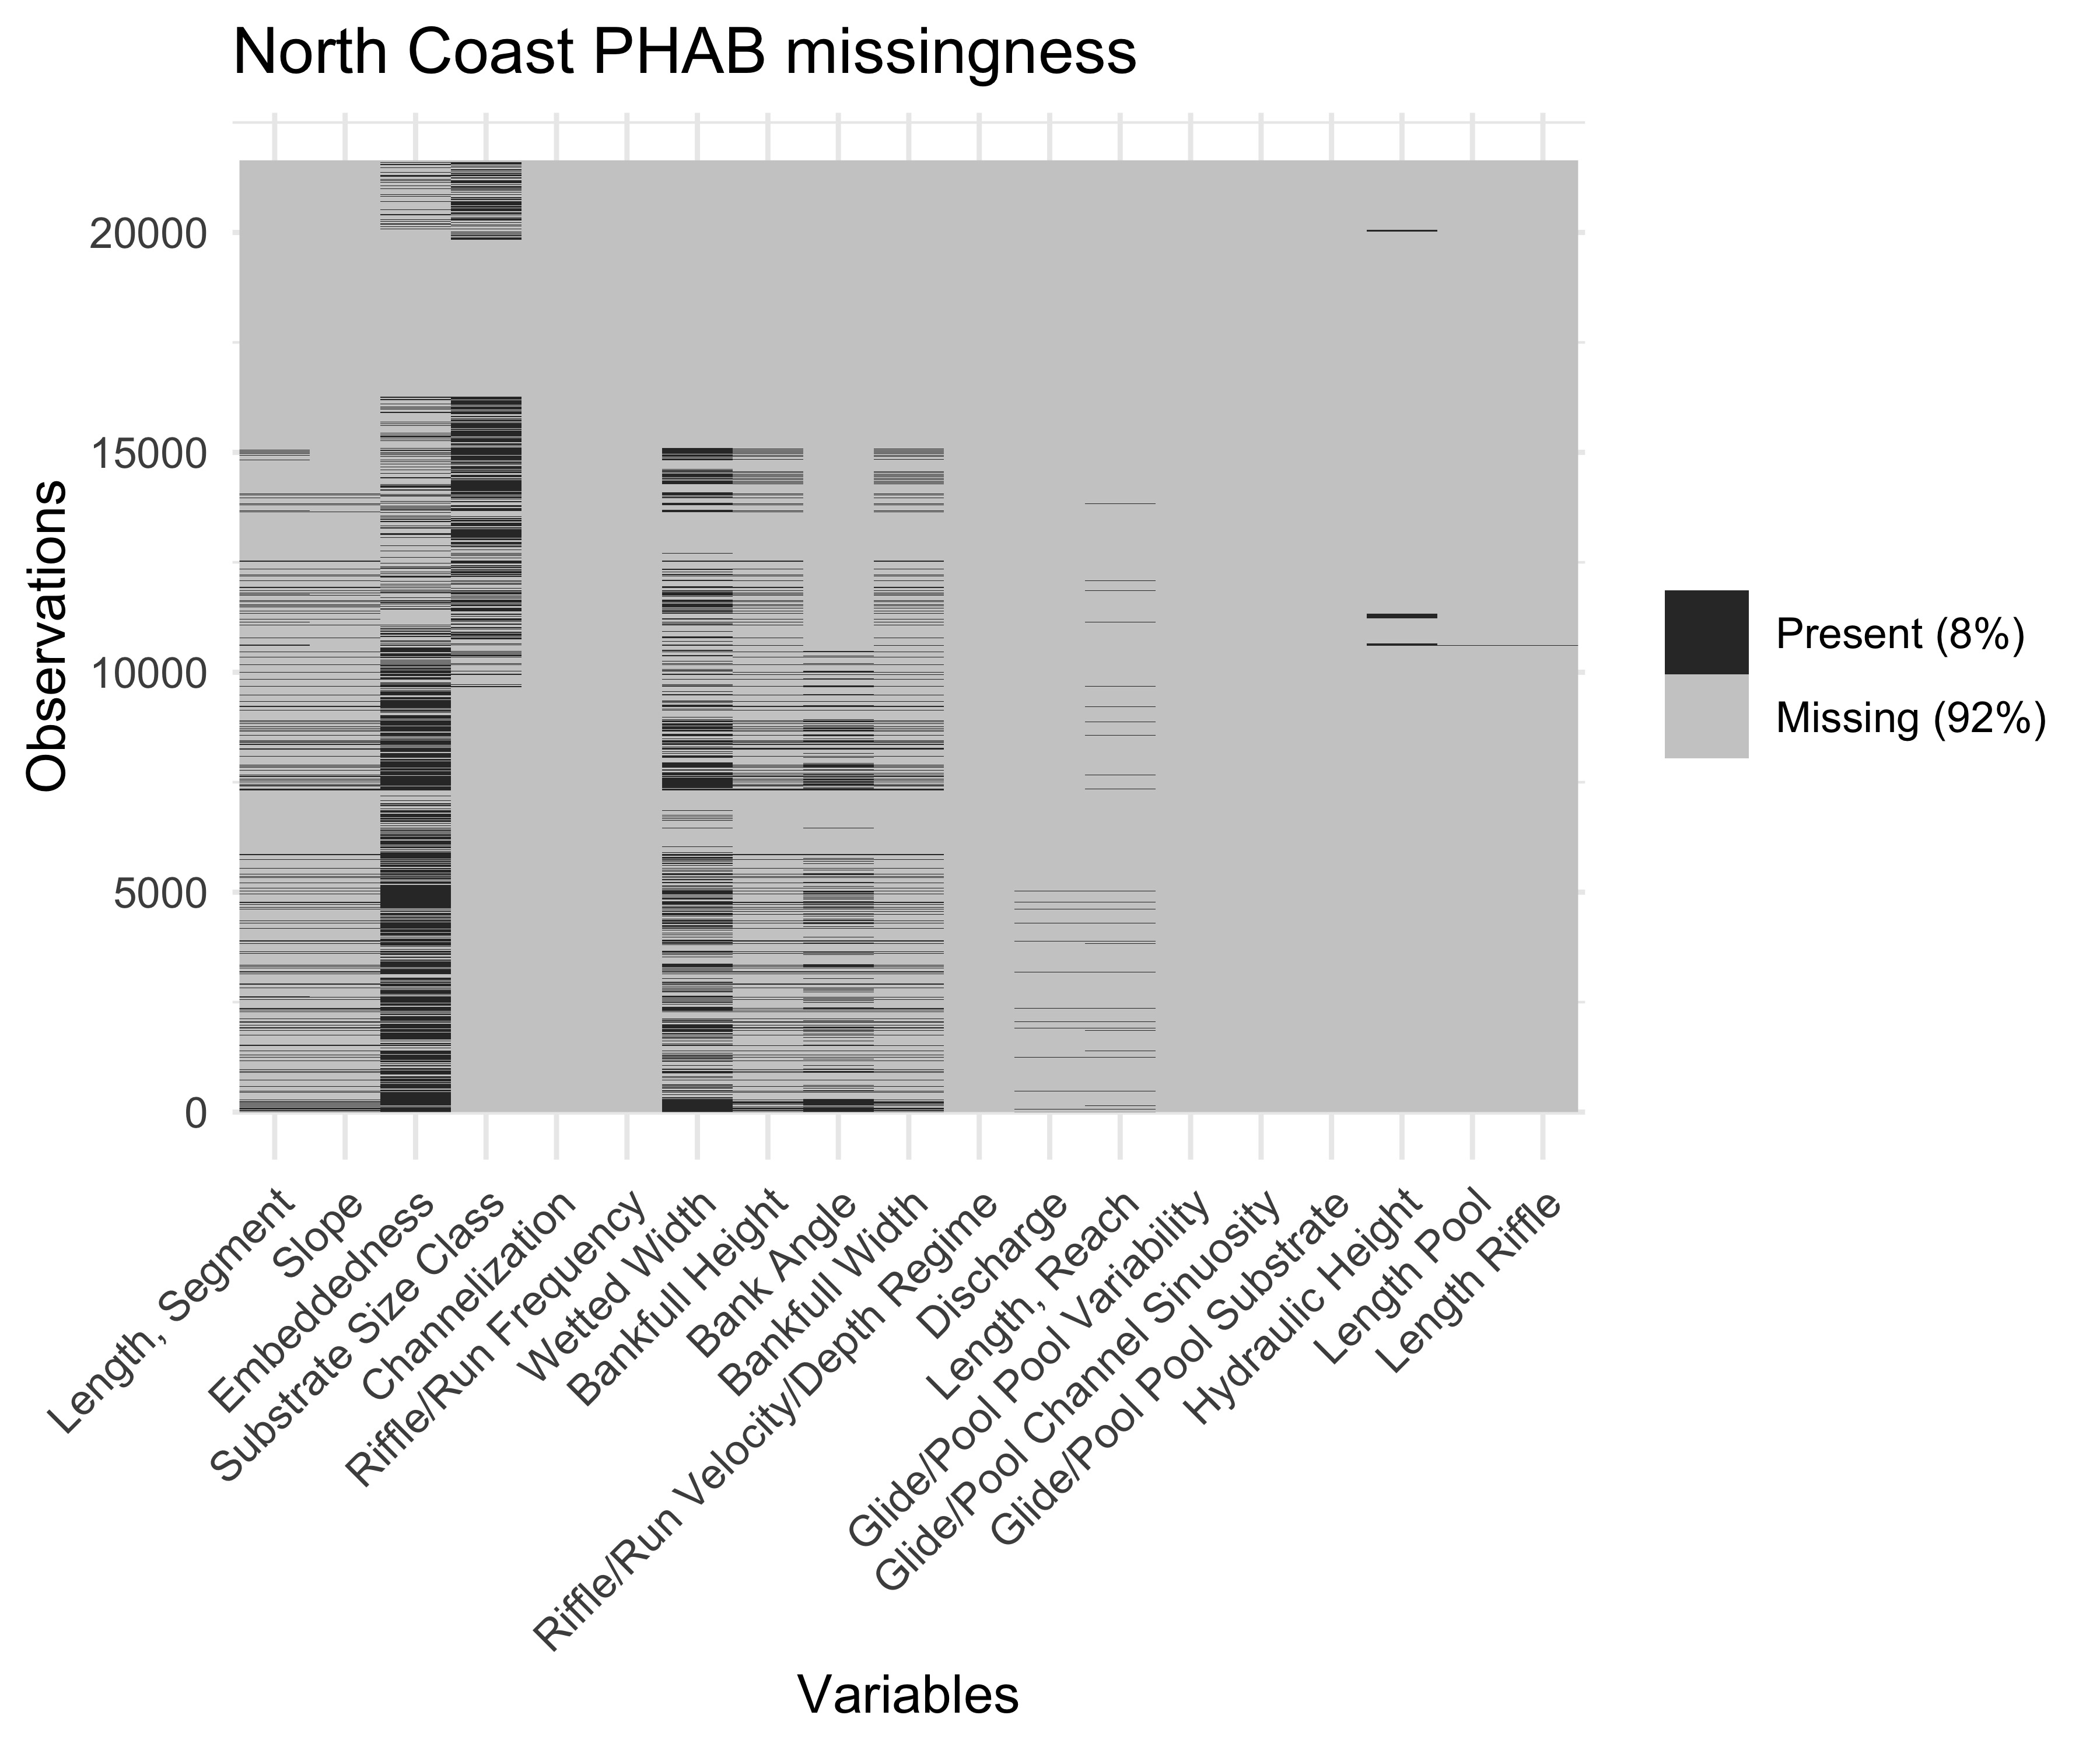 North Coast PHAB missingness
Observations
20000
15000
10000
5000
0
Present (8%)
Missing (92%)
Length, Segment
Slope
Embeddedness
Substrate Size Class
Channelization
Riffle/Run Frequency
Wetted Width
Bankfull Height
Bank Angle
Bankfull Width
Riffle/Run Velocity/Depth Regime
Discharge
Length, Reach
Glide/Pool Pool Variability
Glide/Pool Channel Sinuosity
Glide/Pool Pool Substrate
Hydraulic Height
Length Pool
Length Riffle
Variables